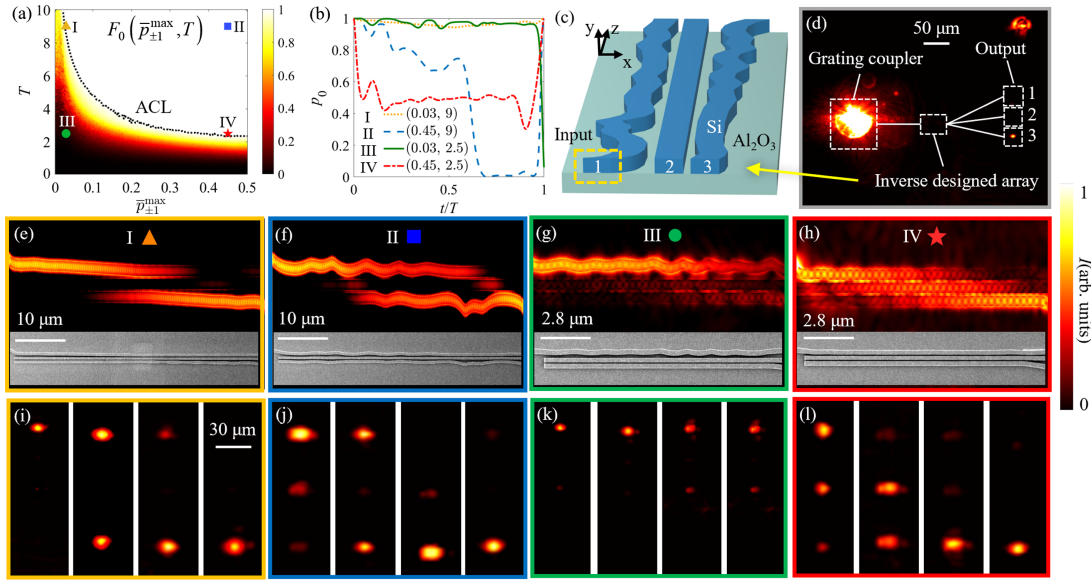 (a)
I
F₀(p̄±₁ᵐᵃˣ, T)
II
ACL
III
IV
T
10
8
6
4
2
0
0
0.1
0.2
0.3
0.4
0.5
p̄±₁ᵐᵃˣ
1
0.8
0.6
0.4
0.2
0
(b)
p₀
1
0.8
0.6
0.4
0.2
0
I (0.03, 9)
II (0.45, 9)
III (0.03, 2.5)
IV (0.45, 2.5)
0
0.5
1
t/T
(c)
y
z
x
Input
1
2
3
Si
Al₂O₃
(d)
50 μm
Grating coupler
Output
1
2
3
Inverse designed array
(e)
I
10 μm
(f)
II
10 μm
(g)
III
2.8 μm
(h)
IV
2.8 μm
1
I(arb. units)
0
(i)
30 μm
(j)
(k)
(l)